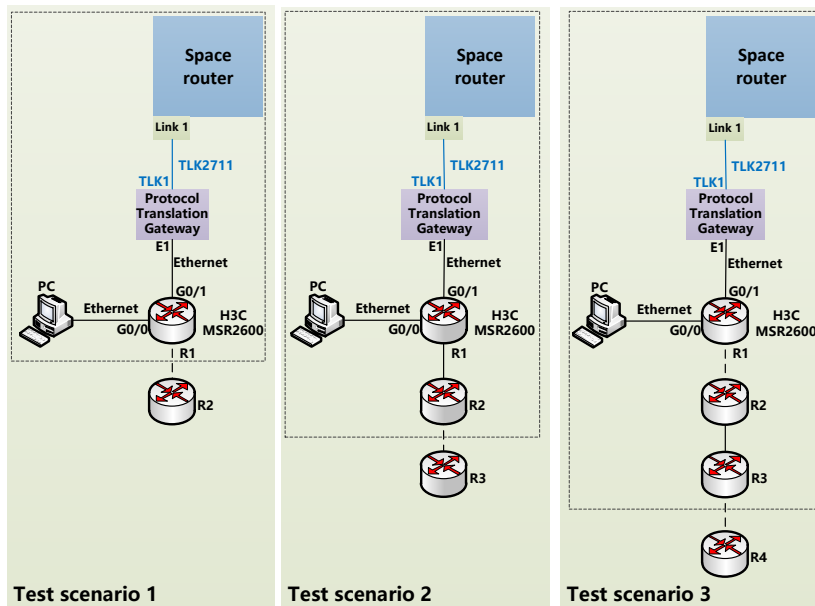 Space
router
Link 1
TLK2711
TLK1
Protocol
Translation
Gateway
E1
Ethernet
PC
Ethernet
G0/1
G0/0
H3C
MSR2600
R1
R2
Test scenario 1
Space
router
Link 1
TLK2711
TLK1
Protocol
Translation
Gateway
E1
Ethernet
PC
Ethernet
G0/1
G0/0
H3C
MSR2600
R1
R2
R3
Test scenario 2
Space
router
Link 1
TLK2711
TLK1
Protocol
Translation
Gateway
E1
Ethernet
PC
Ethernet
G0/1
G0/0
H3C
MSR2600
R1
R2
R3
R4
Test scenario 3